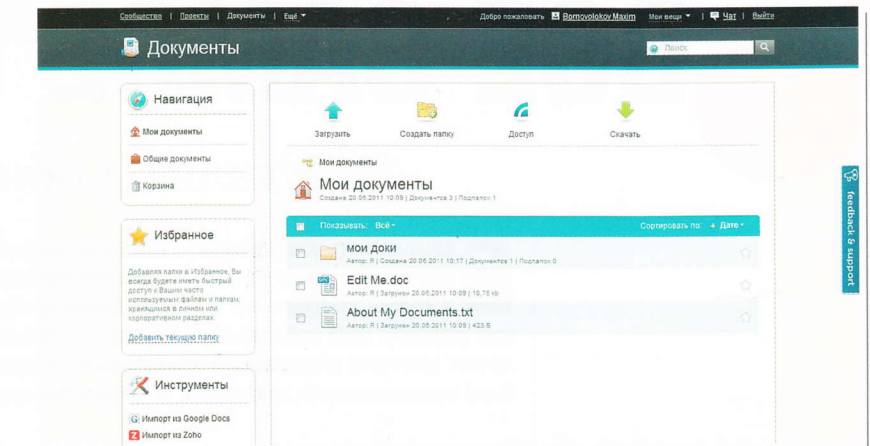 Сообщество | Проекты | Документы | Ещё
Добро пожаловать Bornovolokov Maxim Мои вещи | Чат | Выйти
Документы
Поиск
Навигация
Мои документы
Общие документы
Корзина
Избранное
Добавляя папки в Избранное, Вы
всегда будете иметь быстрый
доступ к Вашим часто
используемым файлам и папкам,
хранящимся в личном или
корпоративном разделах.
Добавить текущую папку
Инструменты
Импорт из Google Docs
Импорт из Zoho
Загрузить
Создать папку
Доступ
Скачать
Мои документы
Мои документы
Создана 20.06.2011 10:09 | Документов 3 | Подпапок 1
Показывать: Всё
Сортировать по: Дате
мои доки
Автор: Я | Создана 20.06.2011 10:17 | Документов 1 | Подпапок 0
Edit Me.doc
Автор: Я | Загружен 20.06.2011 10:09 | 10,75 kb
About My Documents.txt
Автор: Я | Загружен 20.06.2011 10:09 | 423 B
feedback & support